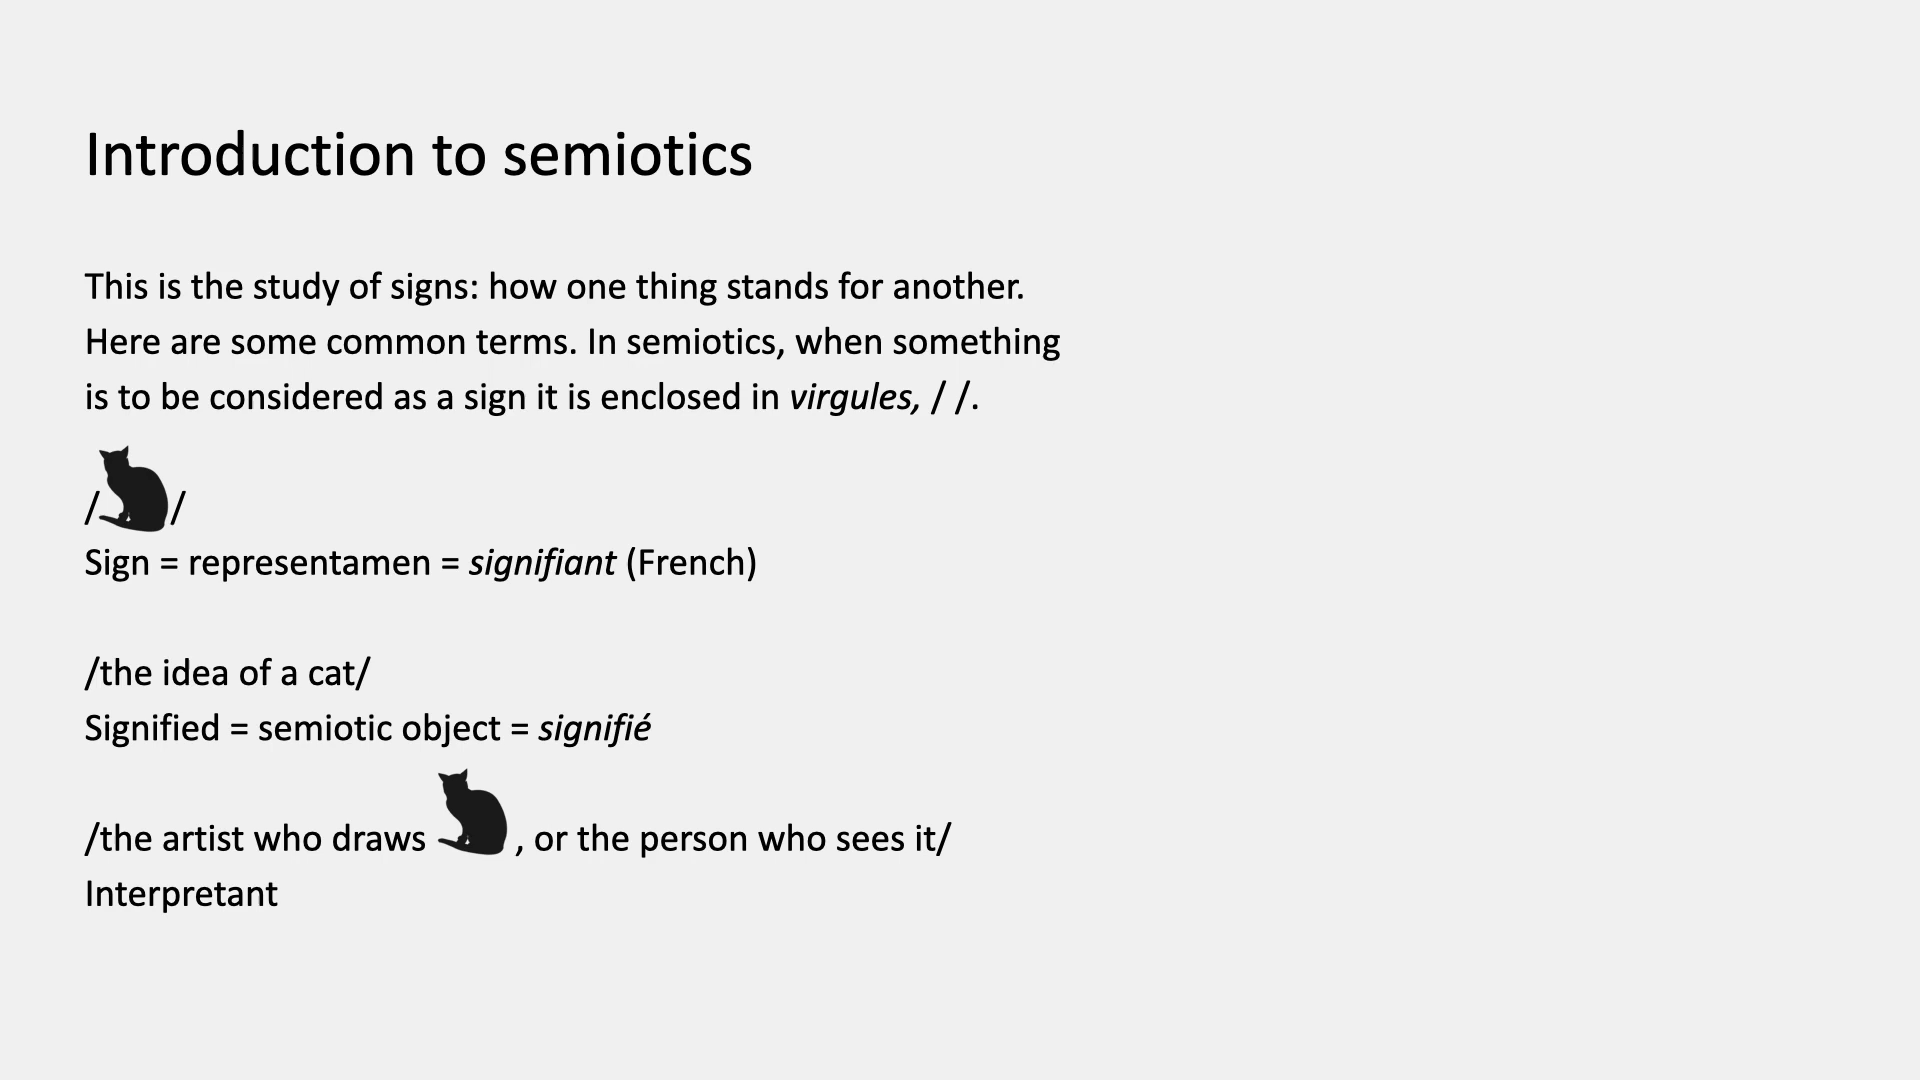 Introduction to semiotics
This is the study of signs: how one thing stands for another.
Here are some common terms. In semiotics, when something
is to be considered as a sign it is enclosed in virgules, / /.
/ /
Sign = representamen = signifiant (French)
/the idea of a cat/
Signified = semiotic object = signifié
/the artist who draws , or the person who sees it/
Interpretant